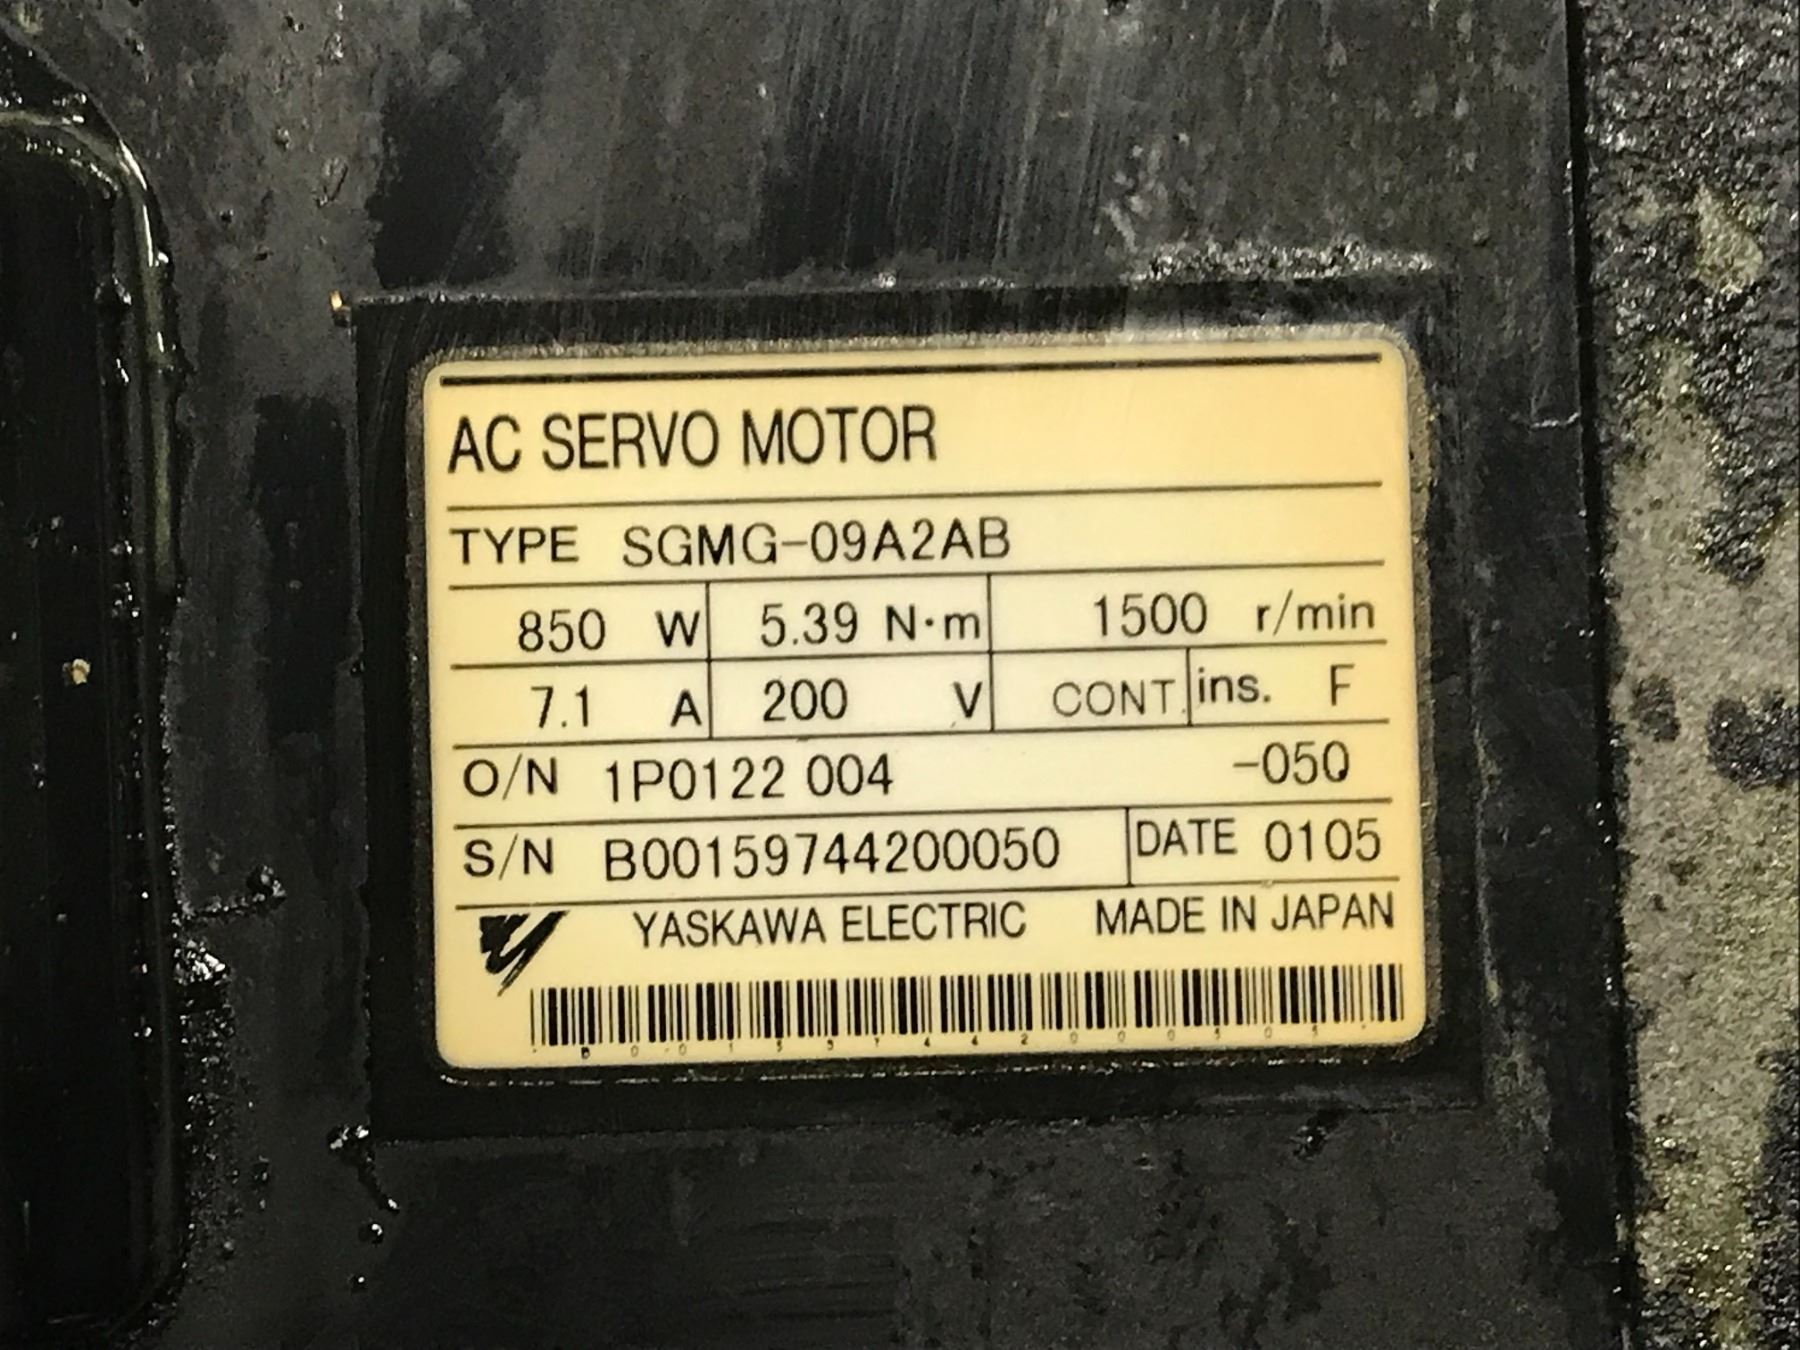 AC SERVO MOTOR
TYPE SGMG-09A2AB
850 W 5.39 N·m 1500 r/min
7.1 A 200 V CONT. ins. F
O/N 1P0122 004 -050
S/N B00159744200050 DATE 0105
YASKAWA ELECTRIC MADE IN JAPAN